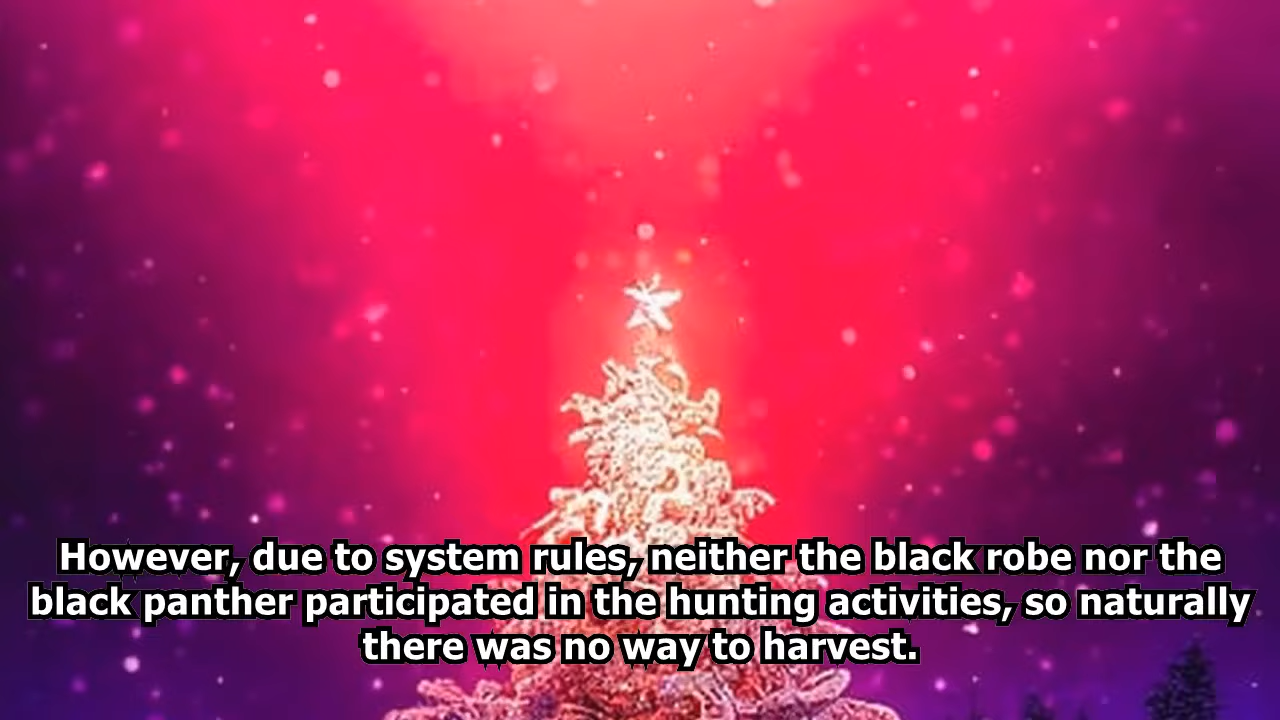 However, due to system rules, neither the black robe nor the
black panther participated in the hunting activities, so naturally
there was no way to harvest.